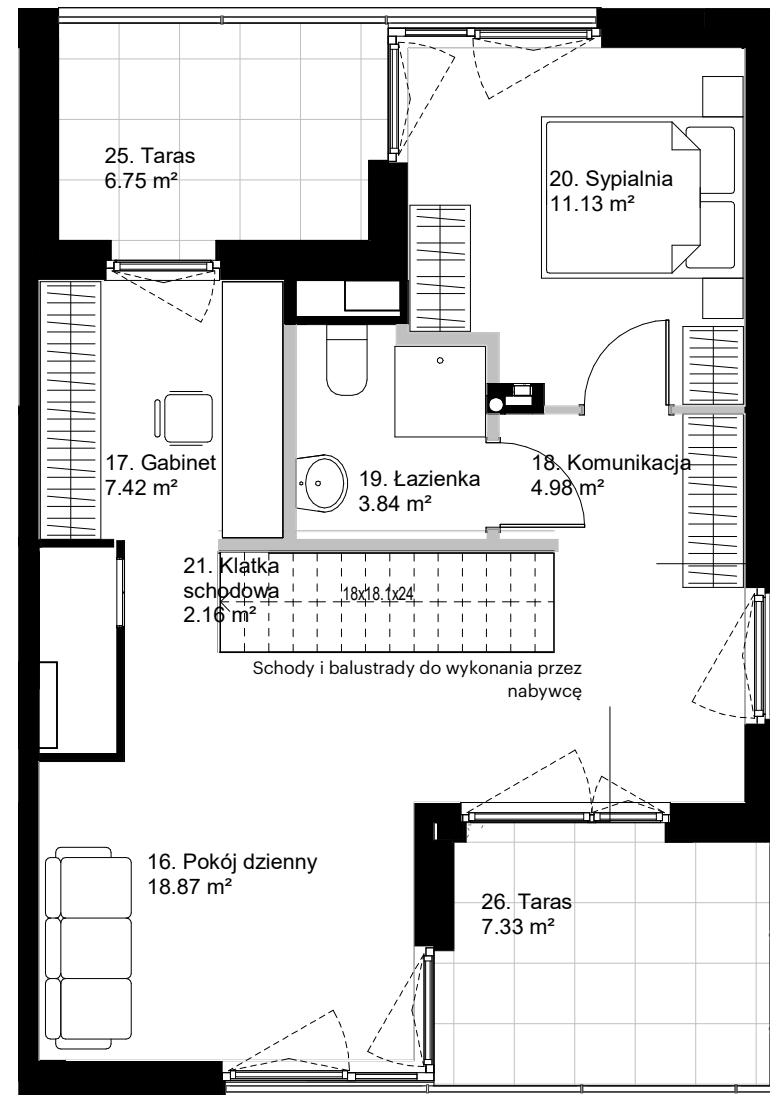 25. Taras
6.75 m²
20. Sypialnia
11.13 m²
17. Gabinet
7.42 m²
19. Łazienka
3.84 m²
18. Komunikacja
4.98 m²
21. Klatka
schodowa
2.16 m²
18x18.1x24
Schody i balustrady do wykonania przez
nabywcę
16. Pokój dzienny
18.87 m²
26. Taras
7.33 m²